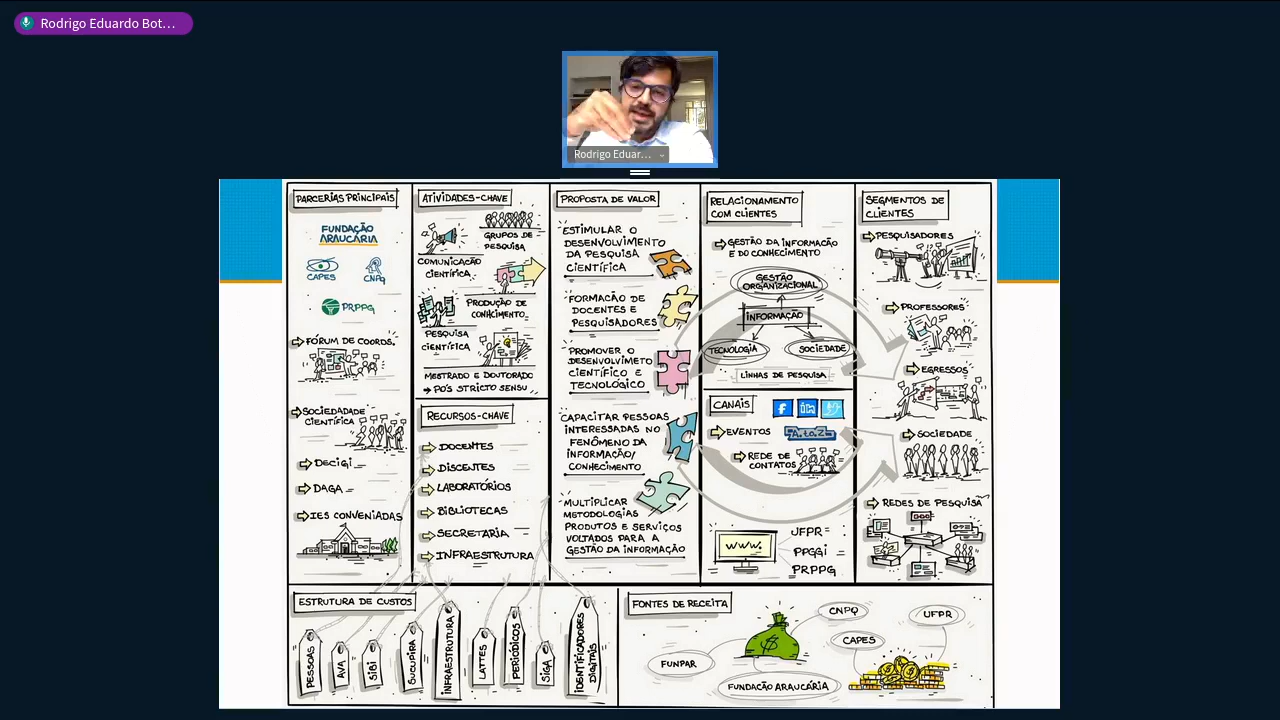 Rodrigo Eduardo Bot...
Rodrigo Eduar...
PARCERIAS PRINCIPAIS
FUNDAÇÃO
ARAUCÁRIA
CAPES
CNPq
PRPPG
FÓRUM DE COORDS.
SOCIEDADADE
CIENTÍFICA
DECIGI
DAGA
IES CONVENIADAS
ATIVIDADES-CHAVE
GRUPOS DE
PESQUISA
COMUNICACÃO
CIENTÍFICA
PRODUÇÃO DE
CONHCIMENTO
PESQUISA
CIENTÍFICA
MESTRADO E DOUTORADO
PÓS STRICTO SENSU
RECURSOS-CHAVE
DOCENTES
DISCENTES
LABORATÓRIOS
BIBLIOTECAS
SECRETARIA
INFRAESTRUTURA
PROPOSTA DE VALOR
ESTIMULAR O
DESENVOLVIMENTO
DA PESQUISA
CIENTÍFICA
FORMAÇÃO DE
DOCENTES E
PESQUISADORES
PROMOVER O
DESENVOLVIMETO
CIENTÍFICO E
TECNOLÓGICO
CAPACITAR PESSOAS
INTERESSADAS NO
FENÔMENO DA
INFORMAÇÃO/
CONHECIMENTO
MULTIPLICAR
METODOLOGIAS
PRODUTOS E SERVIÇOS
VOLTADOS PARA A
GESTÃO DA INFORMAÇÃO
RELACIONAMENTO
COM CLIENTES
GESTÃO DA INFORMAÇÃO
E DO CONHECIMENTO
GESTÃO
ORGANIZACIONAL
INFORMAÇÃO
TECNOLOGIA
SOCIEDADE
LINHAS DE PESQUISA
CANAIS
f
in
EVENTOS
A.to.Z
REDE DE
CONTATOS
www.
UFPR
PPGGI
PRPPG
SEGMENTOS DE
CLIENTES
PESQUISADORES
PROFESSORES
EGRESSOS
SOCIEDADE
REDES DE PESQUISA
ESTRUTURA DE CUSTOS
PESSOAS
AVA
SIBI
SUCUPIRA
INFRAESTRUTURA
LATTES
PERIÓDICOS
SIGA
IDENTIFICADORES
DIGITAIS
FONTES DE RECEITA
FUNPAR
$
FUNDAÇÃO ARAUCÁRIA
CNPQ
CAPES
UFPR